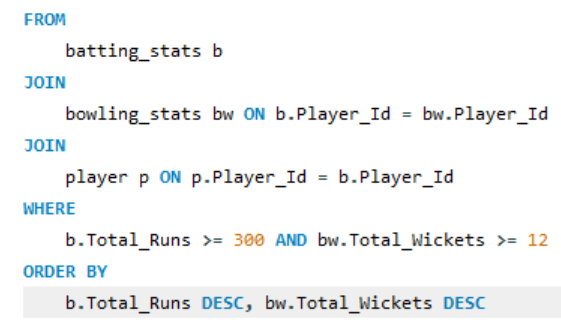 FROM
batting_stats b
JOIN
bowling_stats bw ON b.Player_Id = bw.Player_Id
JOIN
player p ON p.Player_Id = b.Player_Id
WHERE
b.Total_Runs >= 300 AND bw.Total_Wickets >= 12
ORDER BY
b.Total_Runs DESC, bw.Total_Wickets DESC